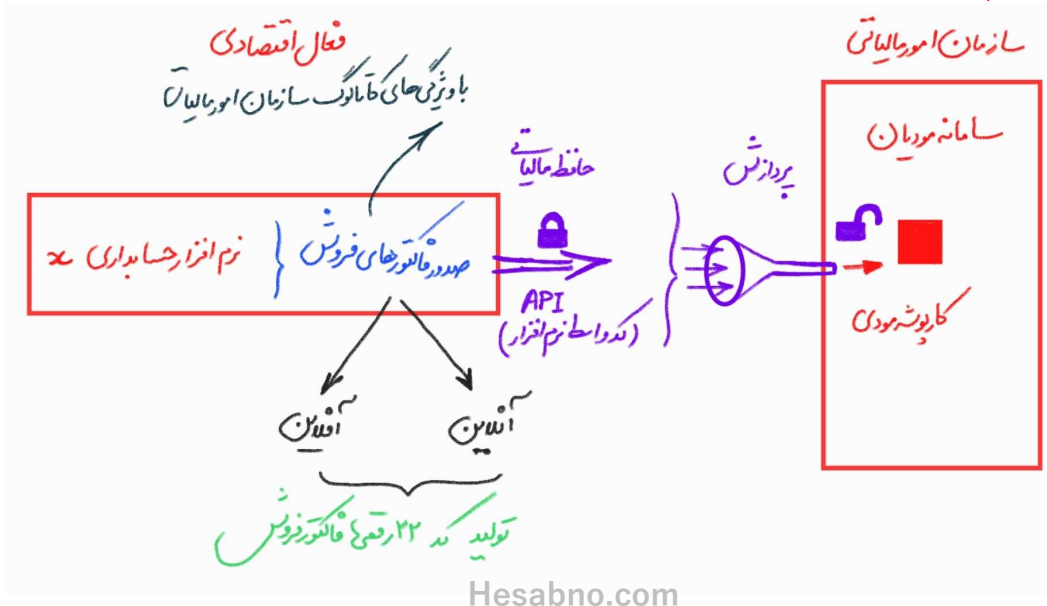 سازمان امور مالیاتی
سامانه مودیان
کارپوشه مودی
پردازش
حافظه مالیاتی
API
(کد واسط نرم افزار)
فعال اقتصادی
با ویژگی های کاتالوگ سازمان امور مالیاتی
صدور فاکتورهای فروش
نرم افزار حسابداری x
آنلاین
آفلاین
تولید کد ۲۲ رقمی فاکتور فروش
Hesabno.com